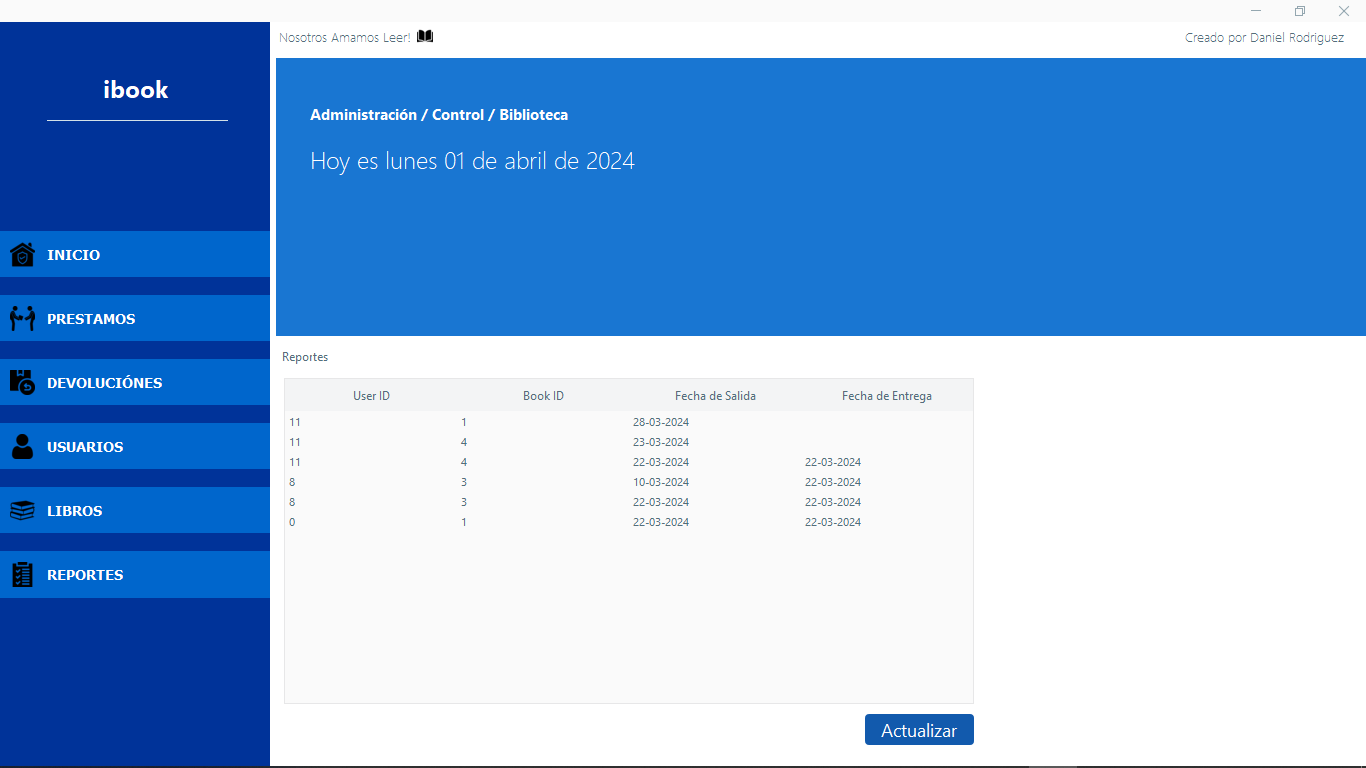 Nosotros Amamos Leer!
Creado por Daniel Rodriguez
ibook
INICIO
PRESTAMOS
DEVOLUCIÓNES
USUARIOS
LIBROS
REPORTES
Administración / Control / Biblioteca
Hoy es lunes 01 de abril de 2024
Reportes
User ID Book ID Fecha de Salida Fecha de Entrega
11 1 28-03-2024
11 4 23-03-2024
11 4 22-03-2024 22-03-2024
8 3 10-03-2024 22-03-2024
8 3 22-03-2024 22-03-2024
0 1 22-03-2024 22-03-2024
Actualizar